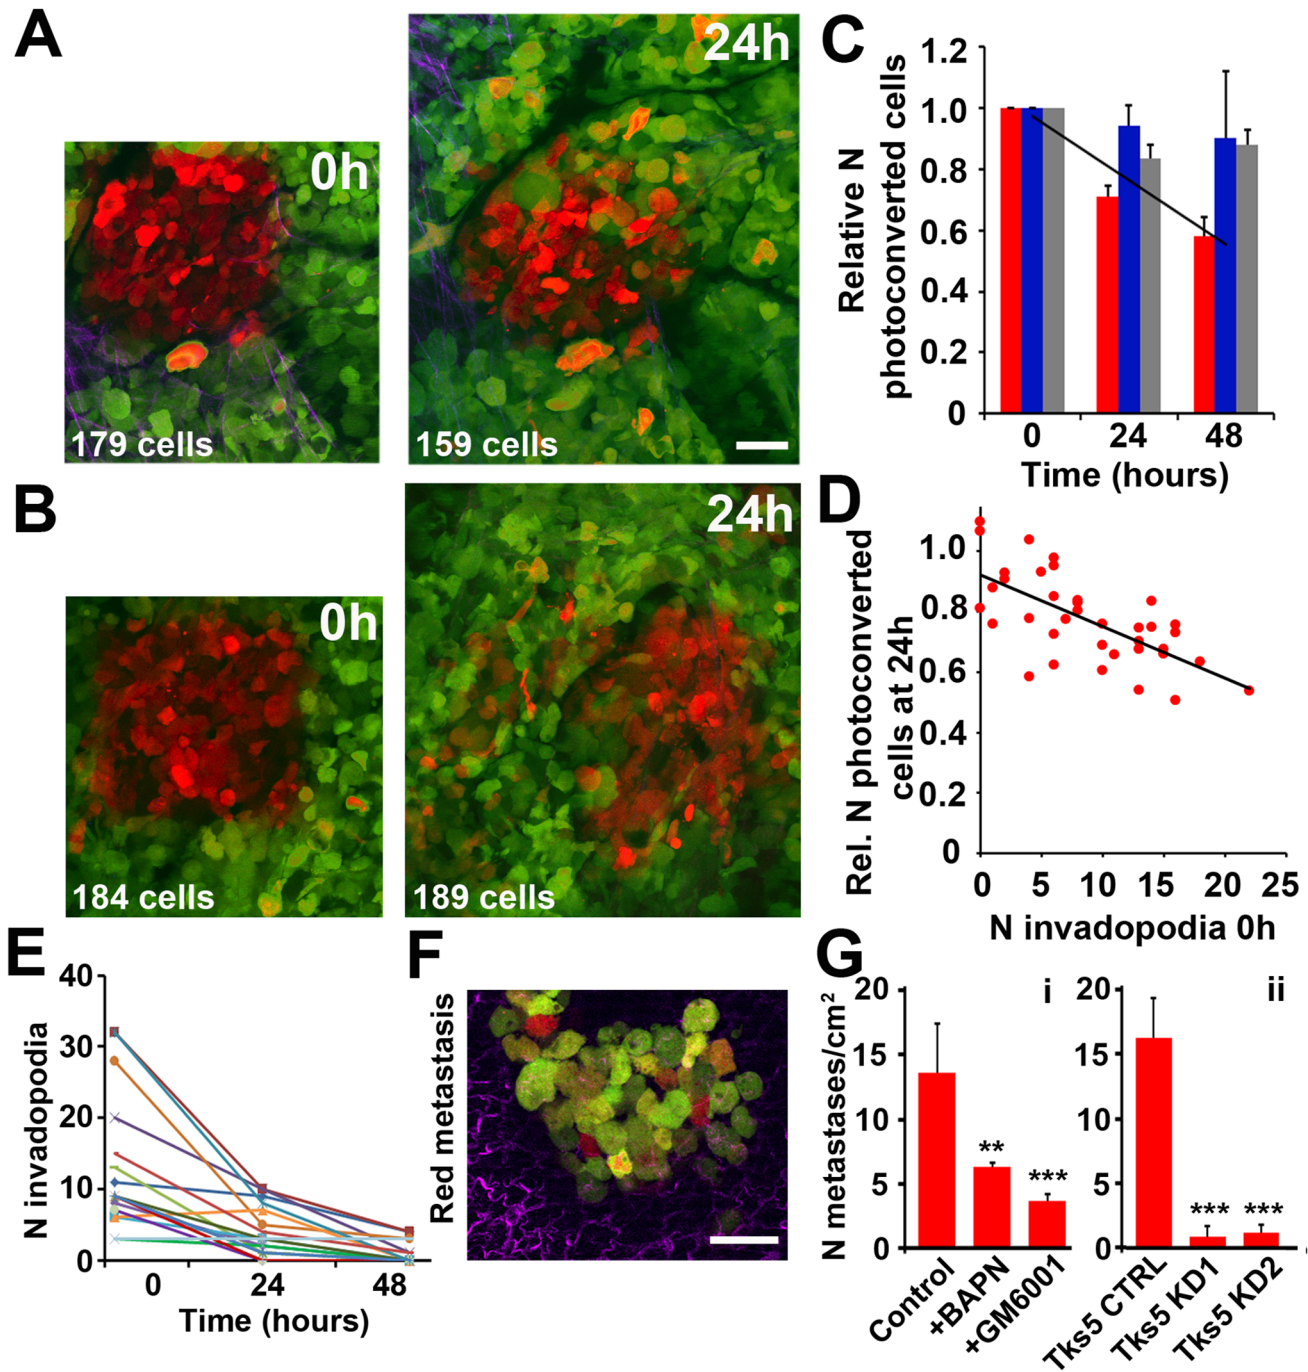 A
0h
179 cells
24h
159 cells
B
0h
184 cells
24h
189 cells
C
Relative N
photoconverted cells
1.2
1.0
0.8
0.6
0.4
0.2
0
0 24 48
Time (hours)
D
Rel. N photoconverted
cells at 24h
1.0
0.8
0.6
0.4
0.2
0
0 5 10 15 20 25
N invadopodia 0h
E
N invadopodia
40
30
20
10
0
0 24 48
Time (hours)
F
Red metastasis
G
N metastases/cm²
i
20
15
10
5
0
**
***
Control
+BAPN
+GM6001
ii
20
15
10
5
0
***
***
Tks5 CTRL
Tks5 KD1
Tks5 KD2